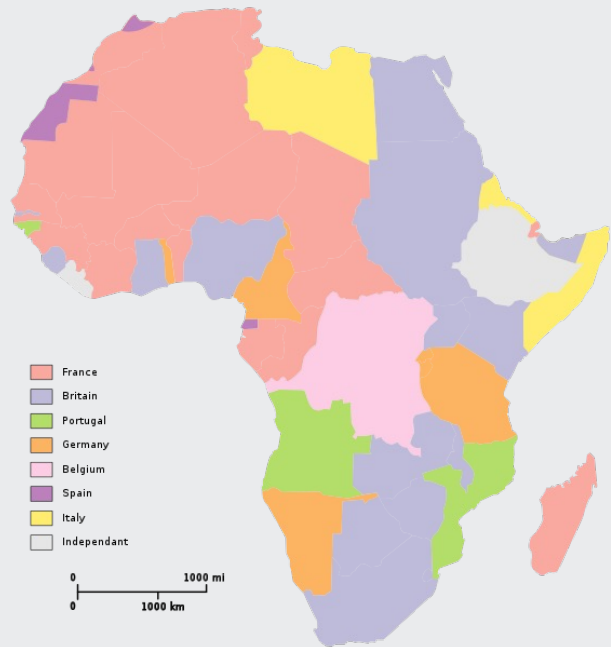 France
Britain
Portugal
Germany
Belgium
Spain
Italy
Independant
0 1000 mi
0 1000 km